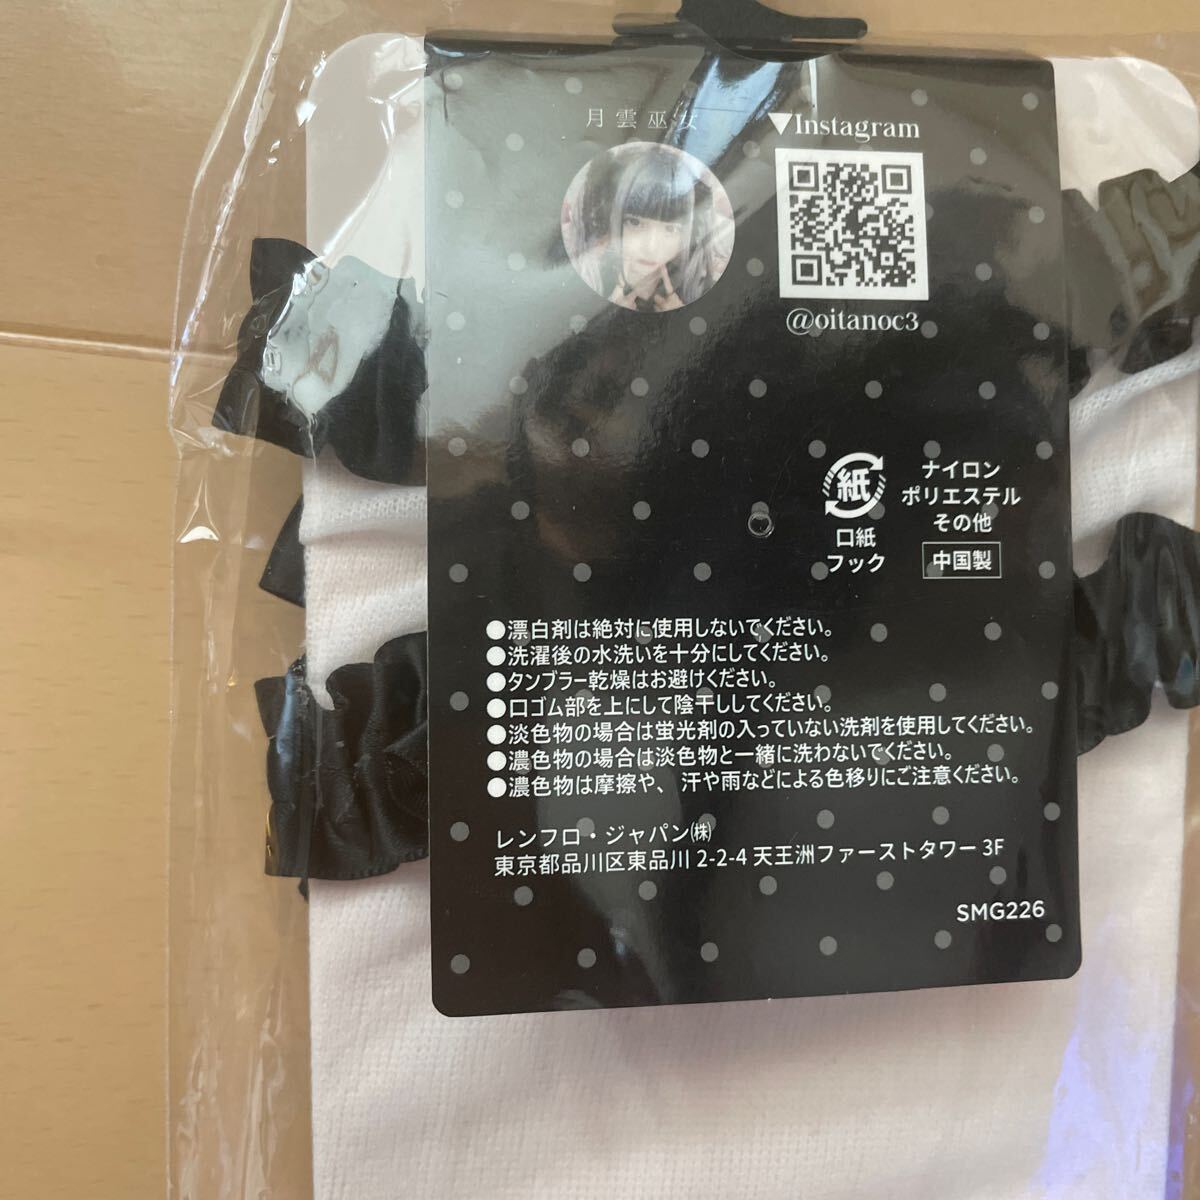 月雲巫女
▼Instagram
@oitanoc3
紙
口紙
フック
ナイロン
ポリエステル
その他
中国製
●漂白剤は絶対に使用しないでください。
●洗濯後の水洗いを十分にしてください。
●タンブラー乾燥はお避けください。
●口ゴム部を上にして陰干ししてください。
●淡色物の場合は蛍光剤の入っていない洗剤を使用してください。
●濃色物の場合は淡色物と一緒に洗わないでください。
●濃色物は摩擦や、汗や雨などによる色移りにご注意ください。
レンフロ・ジャパン㈱
東京都品川区東品川 2-2-4 天王洲ファーストタワー 3F
SMG226